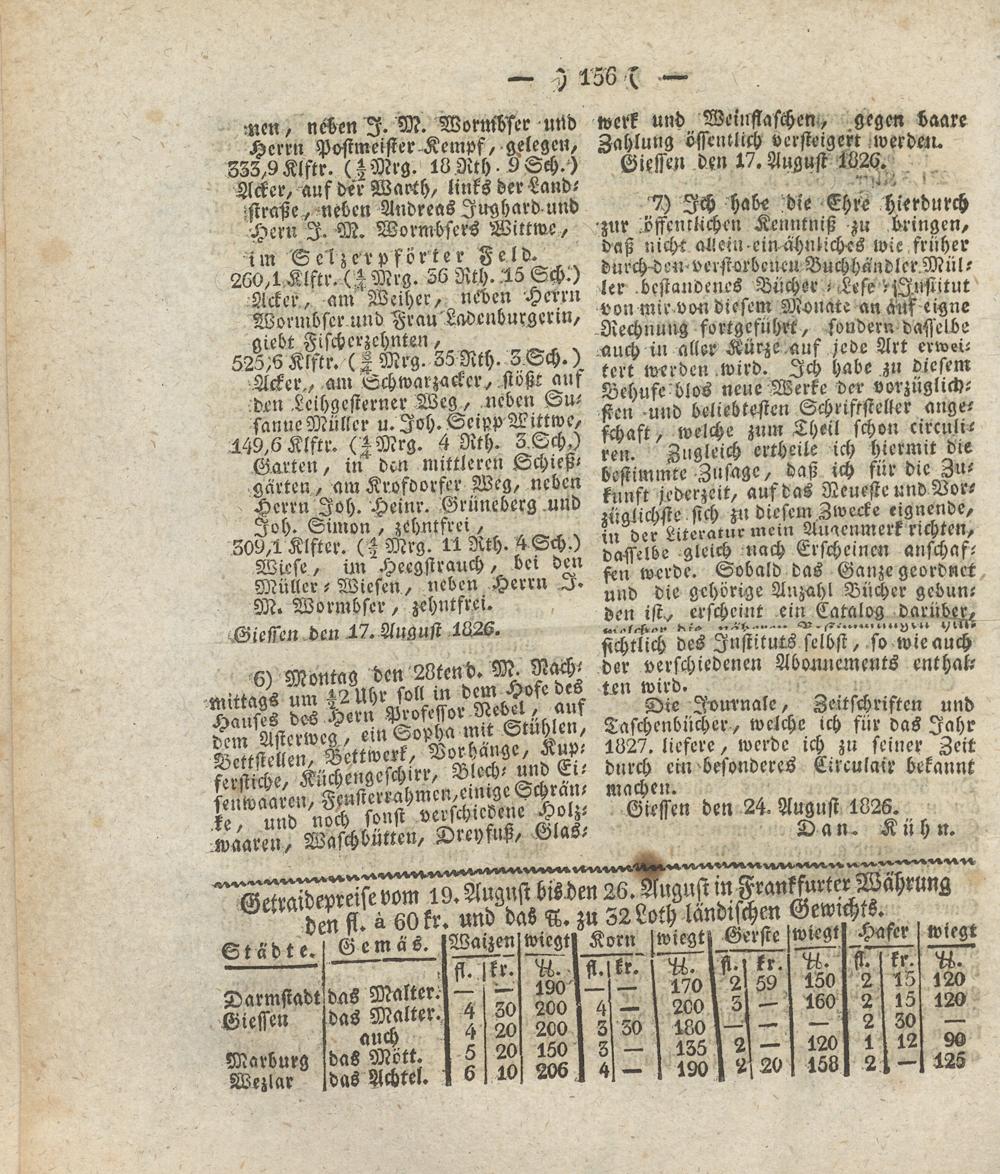 — ) 156 ( —
nen, neben J. M. Wormbser und
Herrn Postmeister Kempf, gelegen,
333,9 Klftr. (½ Mrg. 18 Rth. 9 Sch.)
Acker, auf der Warth, links der Land⸗
straße, neben Andreas Jughard und
Hern J. M. Wormbsers Wittwe,
im Selzerpförter Feld.
260,1 Klftr. (¼ Mrg. 36 Rth. 15 Sch.)
Acker, am Weiher, neben Herrn
Wormbser und Frau Ladenburgerin,
giebt Fischerzehnten,
525,6 Klftr. (¾ Mrg. 35 Rth. 3 Sch.)
Acker, am Schwarzacker, stößt auf
den Leihgesterner Weg, neben Su⸗
sanne Müller u. Joh. Seipp Wittwe,
149,6 Klftr. (¼ Mrg. 4 Rth. 3 Sch.)
Garten, in den mittleren Schieß⸗
gärten, am Krofdorfer Weg, neben
Herrn Joh. Heinr. Grüneberg und
Joh. Simon, zehntfrei,
309,1 Klfter. (½ Mrg. 11 Rth. 4 Sch.)
Wiese, im Heegstrauch, bei den
Müller⸗Wiesen, neben Herrn J.
M. Wormbser, zehntfrei.
Giessen den 17. August 1826.
6) Montag den 28ten d. M. Nach⸗
mittags um ½2 Uhr soll in dem Hofe des
Hauses des Hern Professor Nebel, auf
dem Asterweg, ein Sopha mit Stühlen,
Bettstellen, Bettwerk, Vorhänge, Kup⸗
ferstiche, Küchengeschirr, Blech⸗ und Ei⸗
senwaaren, Fensterrahmen, einige Schrän⸗
ke, und noch sonst verschiedene Holz⸗
waaren, Waschbütten, Dreyfuß, Glas⸗
werk und Weinflaschen, gegen baare
Zahlung öffentlich versteigert werden.
Giessen den 17. August 1826.
7) Ich habe die Ehre hierdurch
zur öffentlichen Kenntniß zu bringen,
daß nicht allein ein ähnliches wie früher
durch den verstorbenen Buchhändler Mül⸗
ler bestandenes Bücher⸗Lese⸗Institut
von mir von diesem Monate an auf eigne
Rechnung fortgeführt, sondern dasselbe
auch in aller Kürze auf jede Art erwei⸗
tert werden wird. Ich habe zu diesem
Behufe blos neue Werke der vorzüglich⸗
sten und beliebtesten Schriftsteller ange⸗
schaft, welche zum Theil schon circuli⸗
ren. Zugleich ertheile ich hiermit die
bestimmte Zusage, daß ich für die Zu⸗
kunft jederzeit, auf das Neueste und Vor⸗
züglichste sich zu diesem Zwecke eignende,
in der Literatur mein Augenmerk richten,
dasselbe gleich nach Erscheinen anschaf⸗
fen werde. Sobald das Ganze geordnet
und die gehörige Anzahl Bücher gebun⸗
den ist, erscheint ein Catalog darüber,
welcher die näheren Bestimmungen hin⸗
sichtlich des Instituts selbst, so wie auch
der verschiedenen Abonnements enthal⸗
ten wird.
Die Journale, Zeitschriften und
Taschenbücher, welche ich für das Jahr
1827. liefere, werde ich zu seiner Zeit
durch ein besonderes Circulair bekannt
machen.
Giessen den 24. August 1826.
Dan. Kühn.
Getraidepreise vom 19. August bis den 26. August in Frankfurter Währung
den fl. à 60 kr. und das ℔. zu 32 Loth ländischen Gewichts.
Städte. Gemäs. Waizen wiegt Korn wiegt Gerste wiegt Hafer wiegt
fl. kr. ℔. fl. kr. ℔. fl. kr. ℔. fl. kr. ℔.
Darmstadt das Malter. — — 190 — — 170 2 59 150 2 15 120
Giessen das Malter. 4 30 200 4 — 200 3 — 160 2 15 120
auch 4 20 200 3 30 180 — — — 2 30 —
Marburg das Mött. 5 20 150 3 — 135 2 — 120 1 12 90
Wezlar das Achtel. 6 10 206 4 — 190 2 20 158 2 — 125